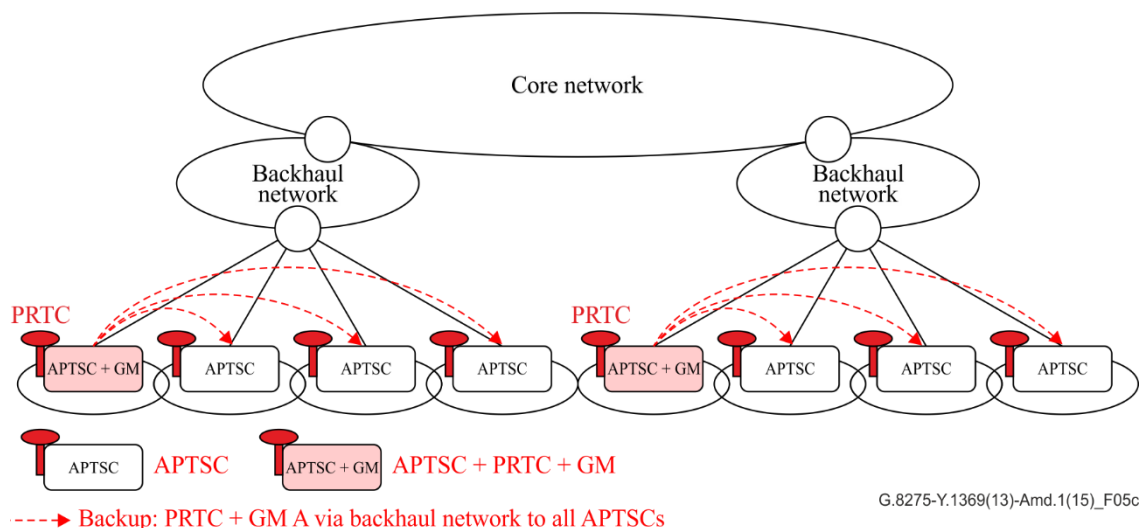 Core network
Backhaul
network
Backhaul
network
PRTC
PRTC
APTSC + GM
APTSC
APTSC
APTSC
APTSC + GM
APTSC
APTSC
APTSC
APTSC
APTSC
APTSC + GM
APTSC + PRTC + GM
G.8275-Y.1369(13)-Amd.1(15)_F05c
Backup: PRTC + GM A via backhaul network to all APTSCs